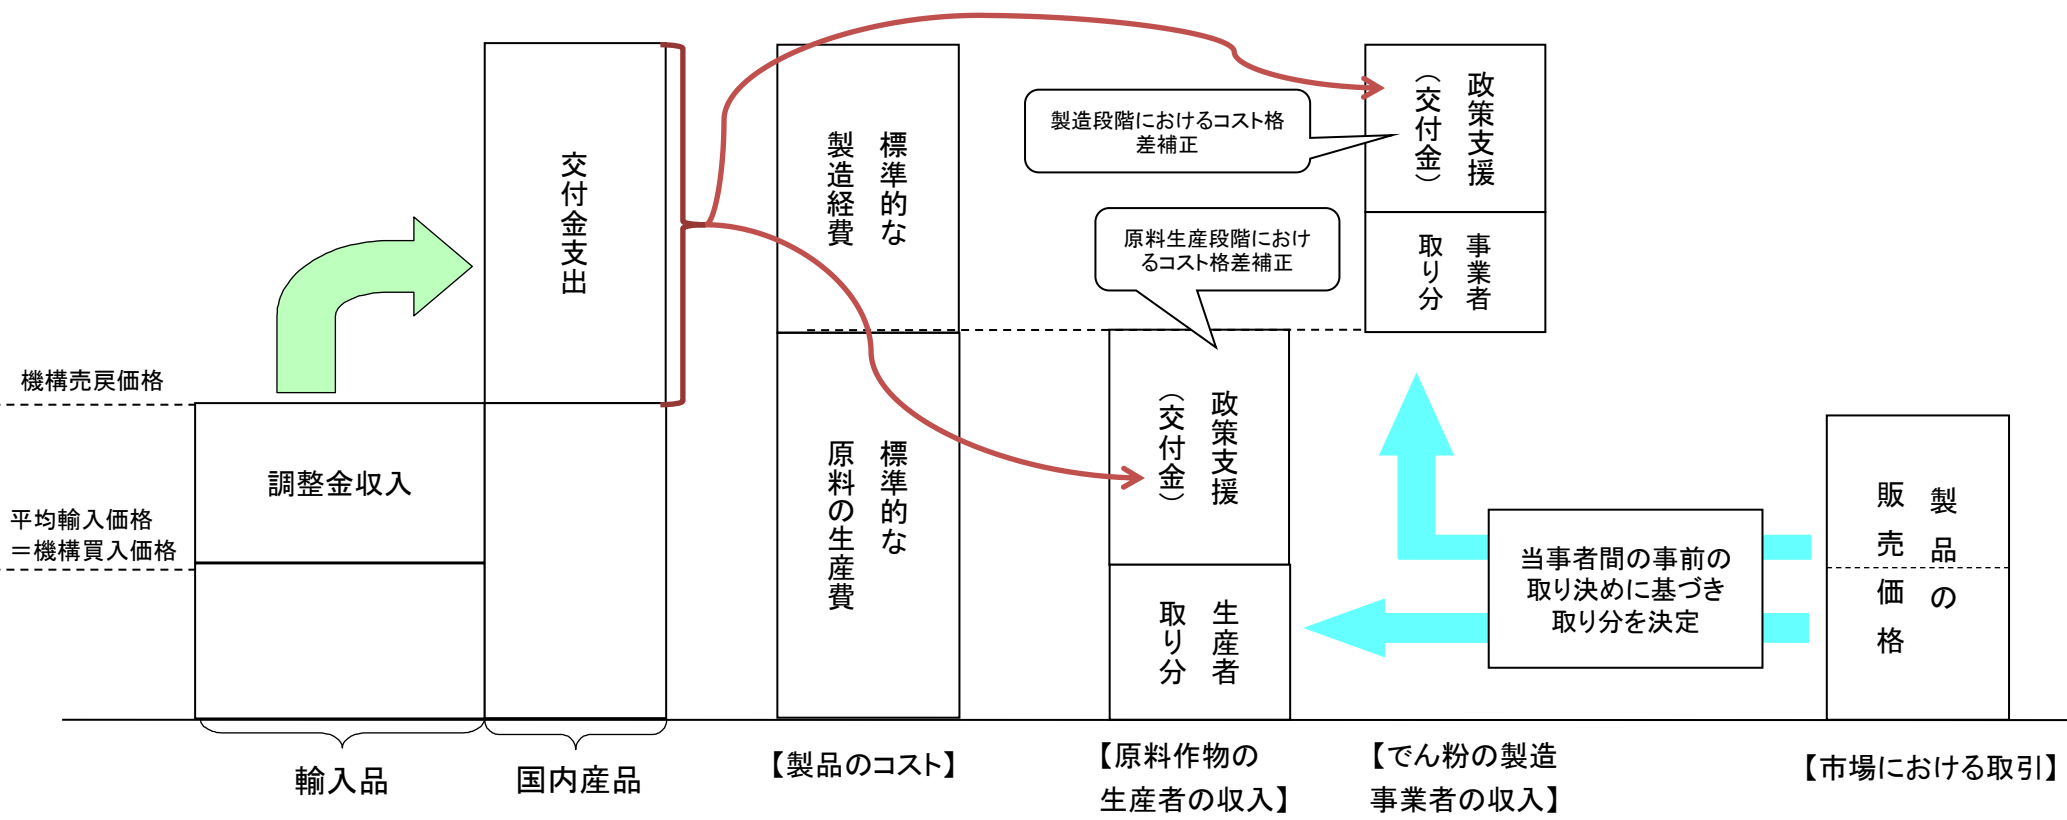 機構売戻価格
平均輸入価格
＝機構買入価格
調整金収入
交付金支出
標準的な
製造経費
標準的な
原料の生産費
製造段階におけるコスト格
差補正
原料生産段階におけ
るコスト格差補正
政策支援
（交付金）
事業者
取り分
政策支援
（交付金）
生産者
取り分
当事者間の事前の
取り決めに基づき
取り分を決定
製品の
販売価格
輸入品
国内産品
【製品のコスト】
【原料作物の
生産者の収入】
【でん粉の製造
事業者の収入】
【市場における取引】